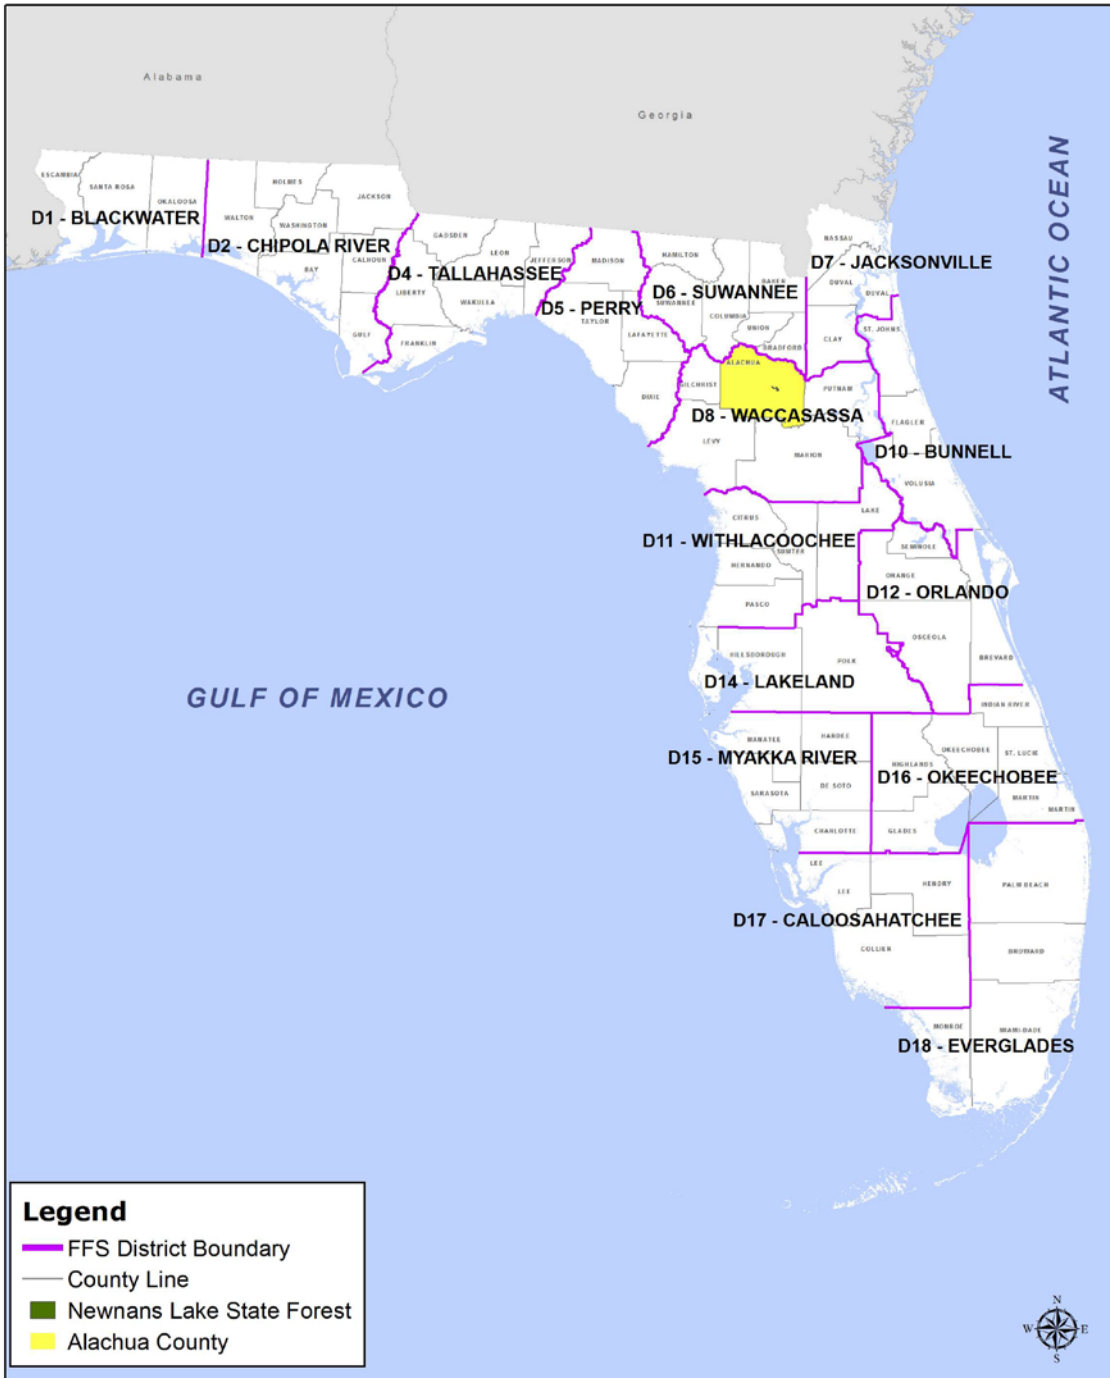 Alabama
Georgia
ATLANTIC OCEAN
ESCAMBIA
SANTA ROSA
OKALOOSA
HOLMES
JACKSON
WALTON
WASHINGTON
D1 - BLACKWATER
D2 - CHIPOLA RIVER
CALHOUN
BAY
GULF
GADSDEN
LEON
JEFFERSON
D4 - TALLAHASSEE
LIBERTY
WAKULLA
FRANKLIN
MADISON
D5 - PERRY
TAYLOR
LAFAYETTE
DIXIE
HAMILTON
BAKER
D6 - SUWANNEE
SUWANNEE
COLUMBIA
UNION
BRADFORD
NASSAU
D7 - JACKSONVILLE
DUVAL
DUVAL
CLAY
ST. JOHNS
ALACHUA
GILCHRIST
PUTNAM
D8 - WACCASASSA
LEVY
MARION
FLAGLER
D10 - BUNNELL
VOLUSIA
CITRUS
LAKE
D11 - WITHLACOOCHEE
SUMTER
HERNANDO
PASCO
SEMINOLE
ORANGE
D12 - ORLANDO
OSCEOLA
BREVARD
HILLSBOROUGH
POLK
D14 - LAKELAND
GULF OF MEXICO
INDIAN RIVER
MANATEE
HARDEE
D15 - MYAKKA RIVER
SARASOTA
DE SOTO
CHARLOTTE
OKEECHOBEE
ST. LUCIE
HIGHLANDS
D16 - OKEECHOBEE
MARTIN
MARTIN
GLADES
LEE
LEE
HENDRY
PALM BEACH
D17 - CALOOSAHATCHEE
COLLIER
BROWARD
MONROE
MIAMI-DADE
D18 - EVERGLADES
Legend
FFS District Boundary
County Line
Newnans Lake State Forest
Alachua County
N
W
E
S